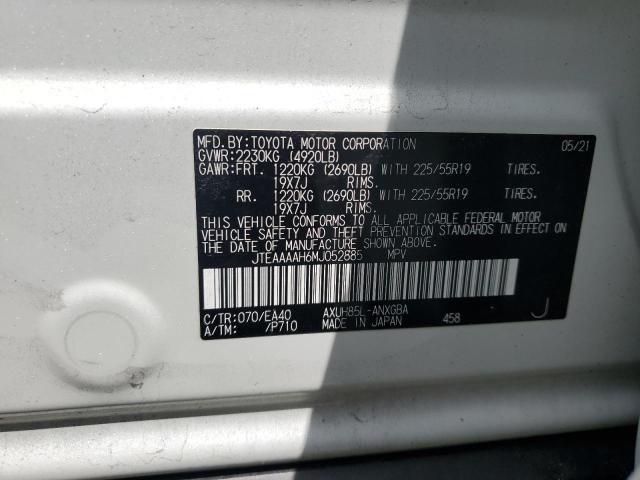 MFD.BY:TOYOTA MOTOR CORPORATION 05/21
GVWR:2230KG (4920LB)
GAWR:FRT. 1220KG (2690LB) WITH 225/55R19 TIRES.
19X7J RIMS.
RR. 1220KG (2690LB) WITH 225/55R19 TIRES.
19X7J RIMS.
THIS VEHICLE CONFORMS TO ALL APPLICABLE FEDERAL MOTOR
VEHICLE SAFETY AND THEFT PREVENTION STANDARDS IN EFFECT ON
THE DATE OF MANUFACTURE SHOWN ABOVE.
JTEAAAAH6MJ052885 MPV
C/TR:070/EA40 AXUH85L-ANXGBA
A/TM: /P710 MADE IN JAPAN 458 J